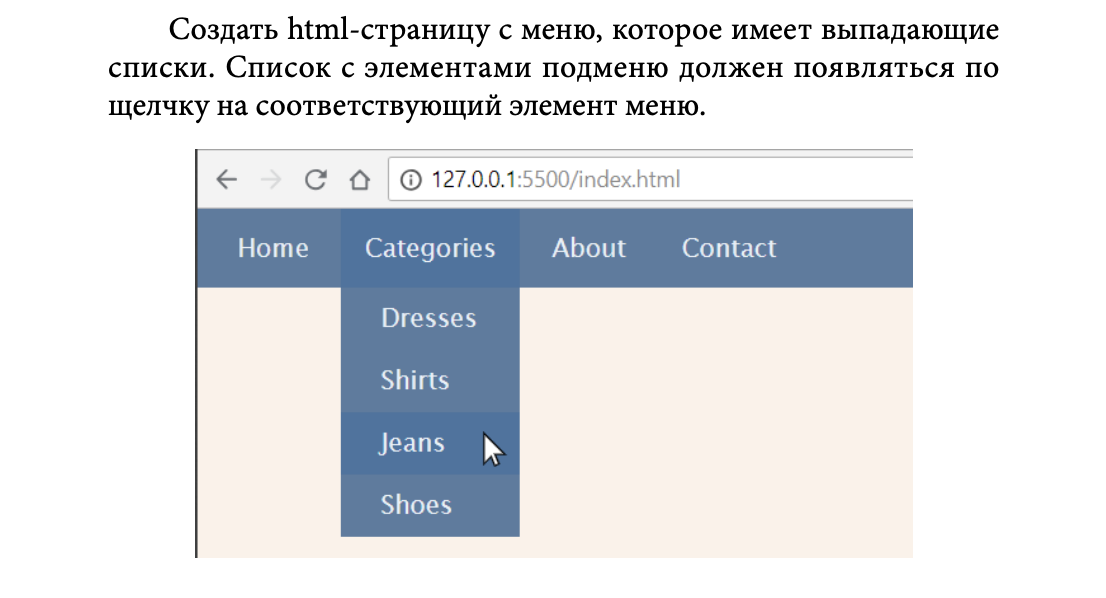 Создать html-страницу с меню, которое имеет выпадающие
списки. Список с элементами подменю должен появляться по
щелчку на соответствующий элемент меню.
127.0.0.1:5500/index.html
Home Categories About Contact
Dresses
Shirts
Jeans
Shoes